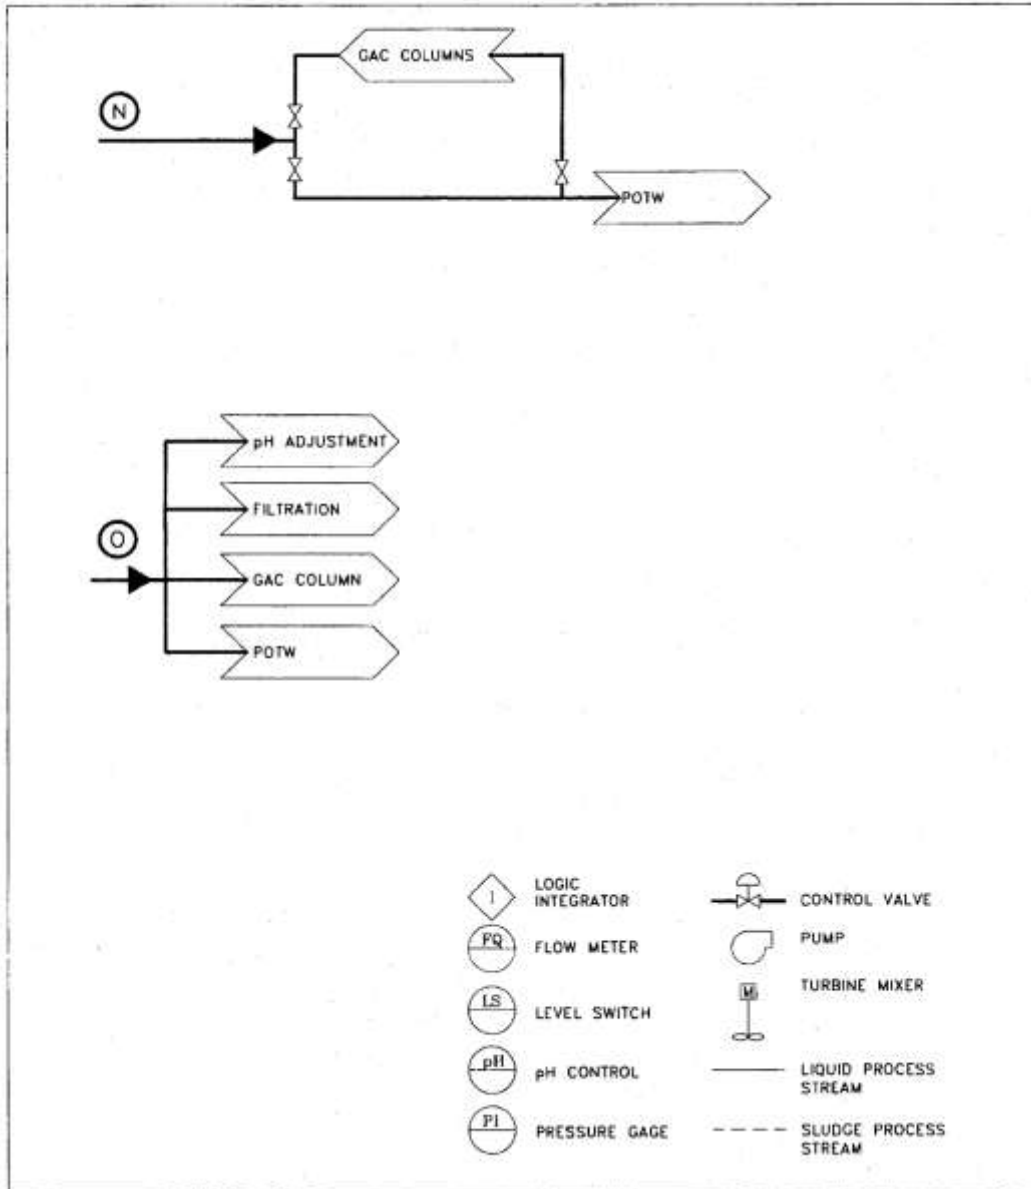 GAC COLUMNS
N
POTW
pH ADJUSTMENT
FILTRATION
O
GAC COLUMN
POTW
I
LOGIC
INTEGRATOR
CONTROL VALVE
FQ
FLOW METER
PUMP
LS
LEVEL SWITCH
M
TURBINE MIXER
pH
pH CONTROL
LIQUID PROCESS
STREAM
PI
PRESSURE GAGE
SLUDGE PROCESS
STREAM